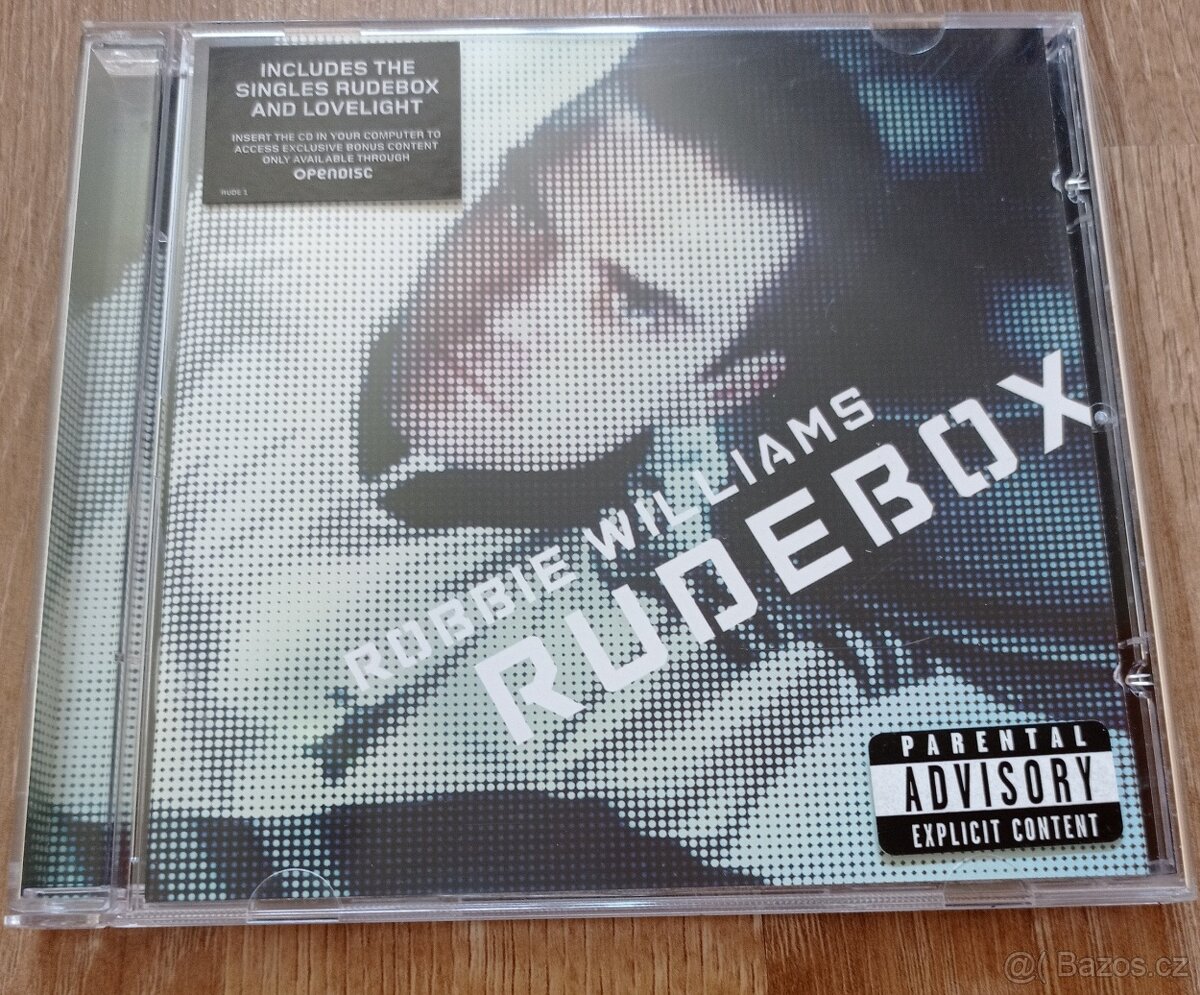 INCLUDES THE
SINGLES RUDEBOX
AND LOVELIGHT
INSERT THE CD IN YOUR COMPUTER TO
ACCESS EXCLUSIVE BONUS CONTENT
ONLY AVAILABLE THROUGH
OPENDISC
RUDE 1
ROBBIE WILLIAMS
RUDEBOX
PARENTAL
ADVISORY
EXPLICIT CONTENT
@( Bazos.cz